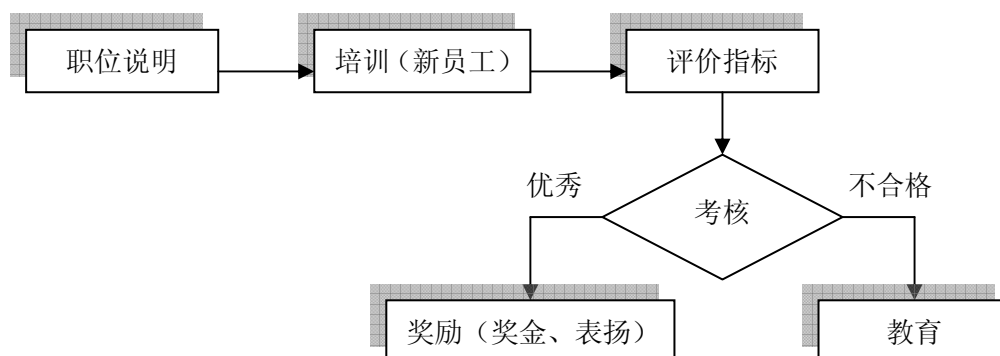 职位说明
培训（新员工）
评价指标
优秀
不合格
考核
奖励（奖金、表扬）
教育